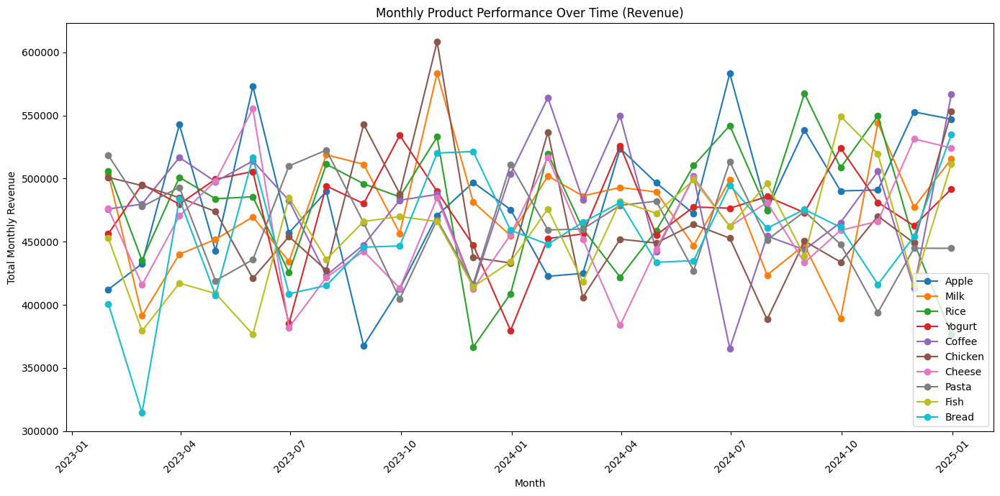 Monthly Product Performance Over Time (Revenue)
Total Monthly Revenue
600000
550000
500000
450000
400000
350000
300000
Apple
Milk
Rice
Yogurt
Coffee
Chicken
Cheese
Pasta
Fish
Bread
2023-01
2023-04
2023-07
2023-10
2024-01
2024-04
2024-07
2024-10
2025-01
Month